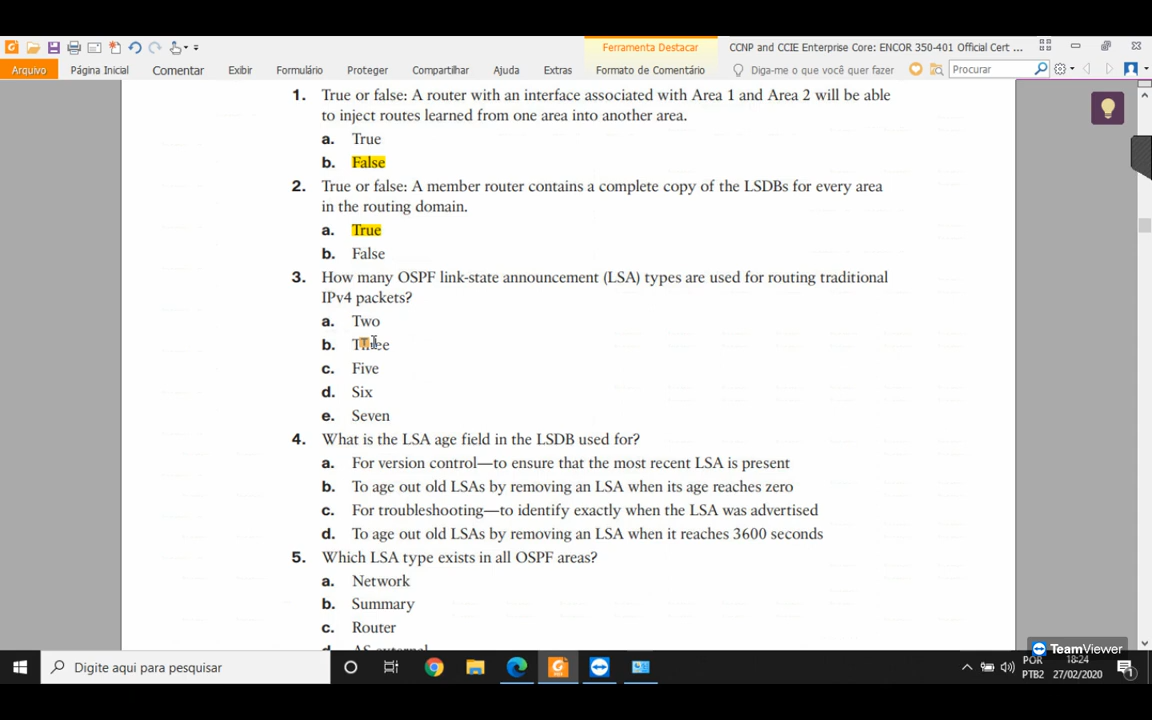 Ferramenta Destacar
CCNP and CCIE Enterprise Core: ENCOR 350-401 Official Cert ...
Arquivo
Página Inicial
Comentar
Exibir
Formulário
Proteger
Compartilhar
Ajuda
Extras
Formato de Comentário
Diga-me o que você quer fazer
Procurar
1. True or false: A router with an interface associated with Area 1 and Area 2 will be able
to inject routes learned from one area into another area.
a. True
b. False
2. True or false: A member router contains a complete copy of the LSDBs for every area
in the routing domain.
a. True
b. False
3. How many OSPF link-state announcement (LSA) types are used for routing traditional
IPv4 packets?
a. Two
b. Three
c. Five
d. Six
e. Seven
4. What is the LSA age field in the LSDB used for?
a. For version control—to ensure that the most recent LSA is present
b. To age out old LSAs by removing an LSA when its age reaches zero
c. For troubleshooting—to identify exactly when the LSA was advertised
d. To age out old LSAs by removing an LSA when it reaches 3600 seconds
5. Which LSA type exists in all OSPF areas?
a. Network
b. Summary
c. Router
d. AS external
TeamViewer
Digite aqui para pesquisar
POR
PTB2
18:24
27/02/2020
1